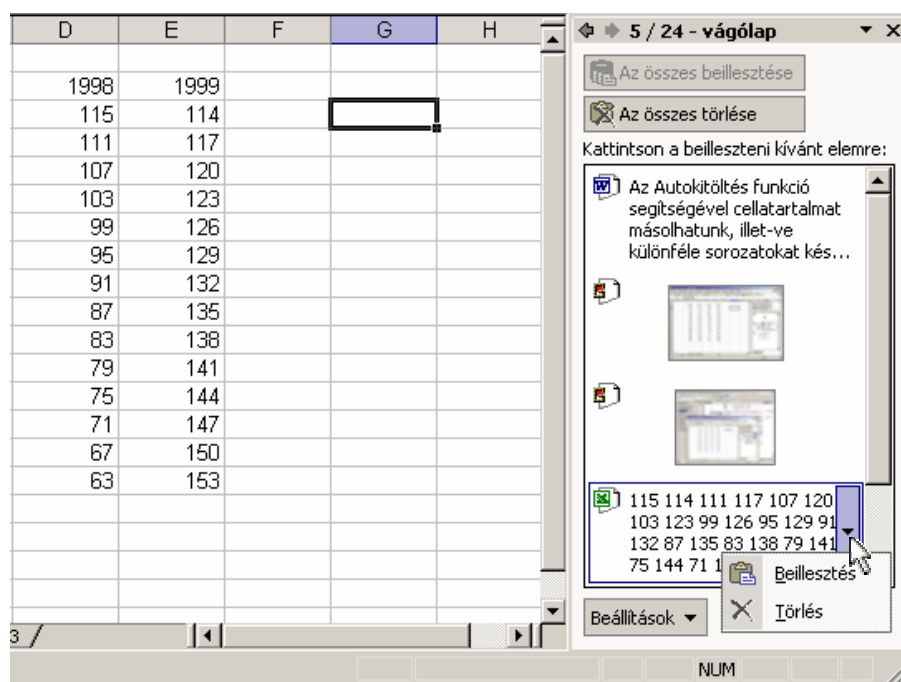 D E F G H
1998 1999
115 114
111 117
107 120
103 123
99 126
95 129
91 132
87 135
83 138
79 141
75 144
71 147
67 150
63 153
3
5 / 24 - vágólap
Az összes beillesztése
Az összes törlése
Kattintson a beilleszteni kívánt elemre:
Az Autokitöltés funkció
segítségével cellatartalmat
másolhatunk, illet-ve
különféle sorozatokat kés...
115 114 111 117 107 120
103 123 99 126 95 129 91
132 87 135 83 138 79 141
75 144 71
Beillesztés
Törlés
Beállítások
NUM